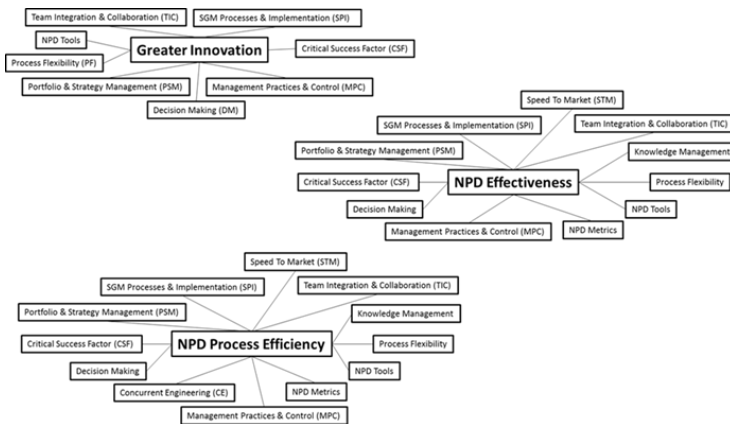 Team Integration & Collaboration (TIC)
SGM Processes & Implementation (SPI)
NPD Tools
Greater Innovation
Critical Success Factor (CSF)
Process Flexibility (PF)
Portfolio & Strategy Management (PSM)
Management Practices & Control (MPC)
Decision Making (DM)
Speed To Market (STM)
SGM Processes & Implementation (SPI)
Team Integration & Collaboration (TIC)
Portfolio & Strategy Management (PSM)
Knowledge Management
Critical Success Factor (CSF)
NPD Effectiveness
Process Flexibility
Decision Making
NPD Tools
Management Practices & Control (MPC)
NPD Metrics
Speed To Market (STM)
SGM Processes & Implementation (SPI)
Team Integration & Collaboration (TIC)
Portfolio & Strategy Management (PSM)
Knowledge Management
Critical Success Factor (CSF)
NPD Process Efficiency
Process Flexibility
Decision Making
NPD Tools
Concurrent Engineering (CE)
NPD Metrics
Management Practices & Control (MPC)